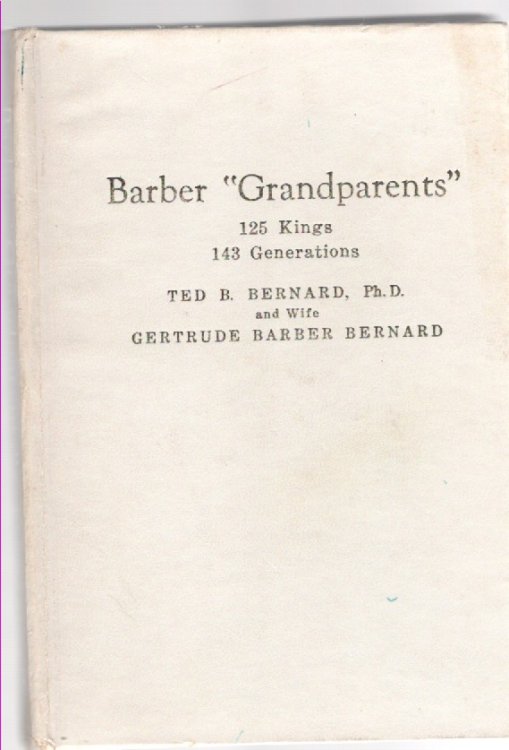 Barber "Grandparents"
125 Kings
143 Generations
TED B. BERNARD, Ph.D.
and Wife
GERTRUDE BARBER BERNARD